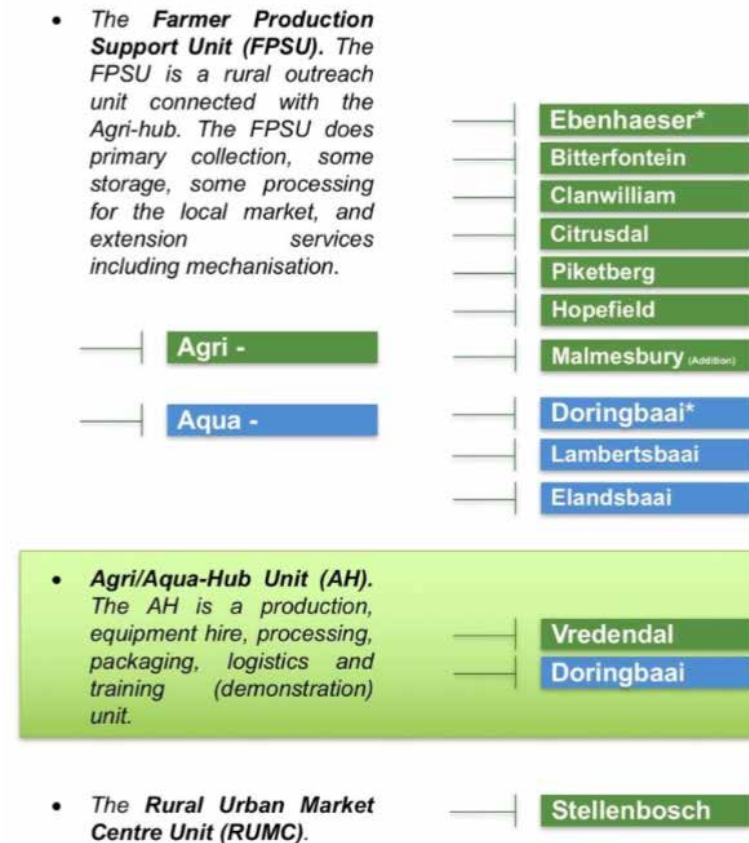 • The Farmer Production
Support Unit (FPSU). The
FPSU is a rural outreach
unit connected with the
Agri-hub. The FPSU does
primary collection, some
storage, some processing
for the local market, and
extension services
including mechanisation.
Agri -
Aqua -
Ebenhaeser*
Bitterfontein
Clanwilliam
Citrusdal
Piketberg
Hopefield
Malmesbury (Addition)
Doringbaai*
Lambertsbaai
Elandsbaai
• Agri/Aqua-Hub Unit (AH).
The AH is a production,
equipment hire, processing,
packaging, logistics and
training (demonstration)
unit.
Vredendal
Doringbaai
• The Rural Urban Market
Centre Unit (RUMC).
Stellenbosch